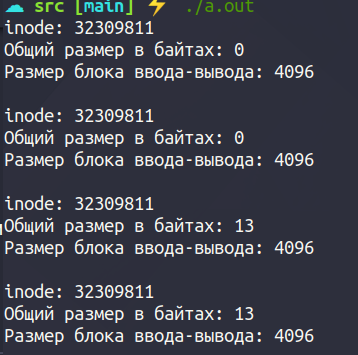 src [main] ./a.out
inode: 32309811
Общий размер в байтах: 0
Размер блока ввода-вывода: 4096
inode: 32309811
Общий размер в байтах: 0
Размер блока ввода-вывода: 4096
inode: 32309811
Общий размер в байтах: 13
Размер блока ввода-вывода: 4096
inode: 32309811
Общий размер в байтах: 13
Размер блока ввода-вывода: 4096